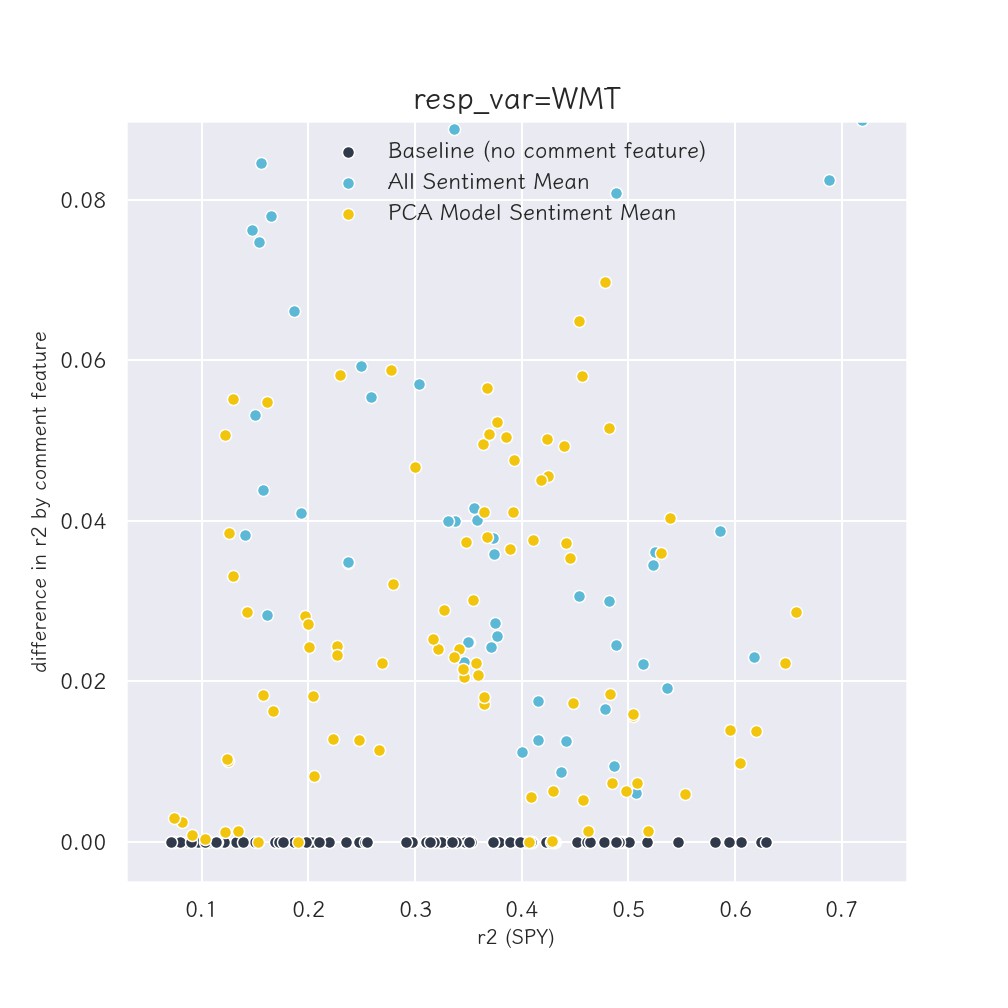 resp_var=WMT
Baseline (no comment feature)
All Sentiment Mean
PCA Model Sentiment Mean
0.08
0.06
0.04
0.02
0.00
difference in r2 by comment feature
0.1 0.2 0.3 0.4 0.5 0.6 0.7
r2 (SPY)